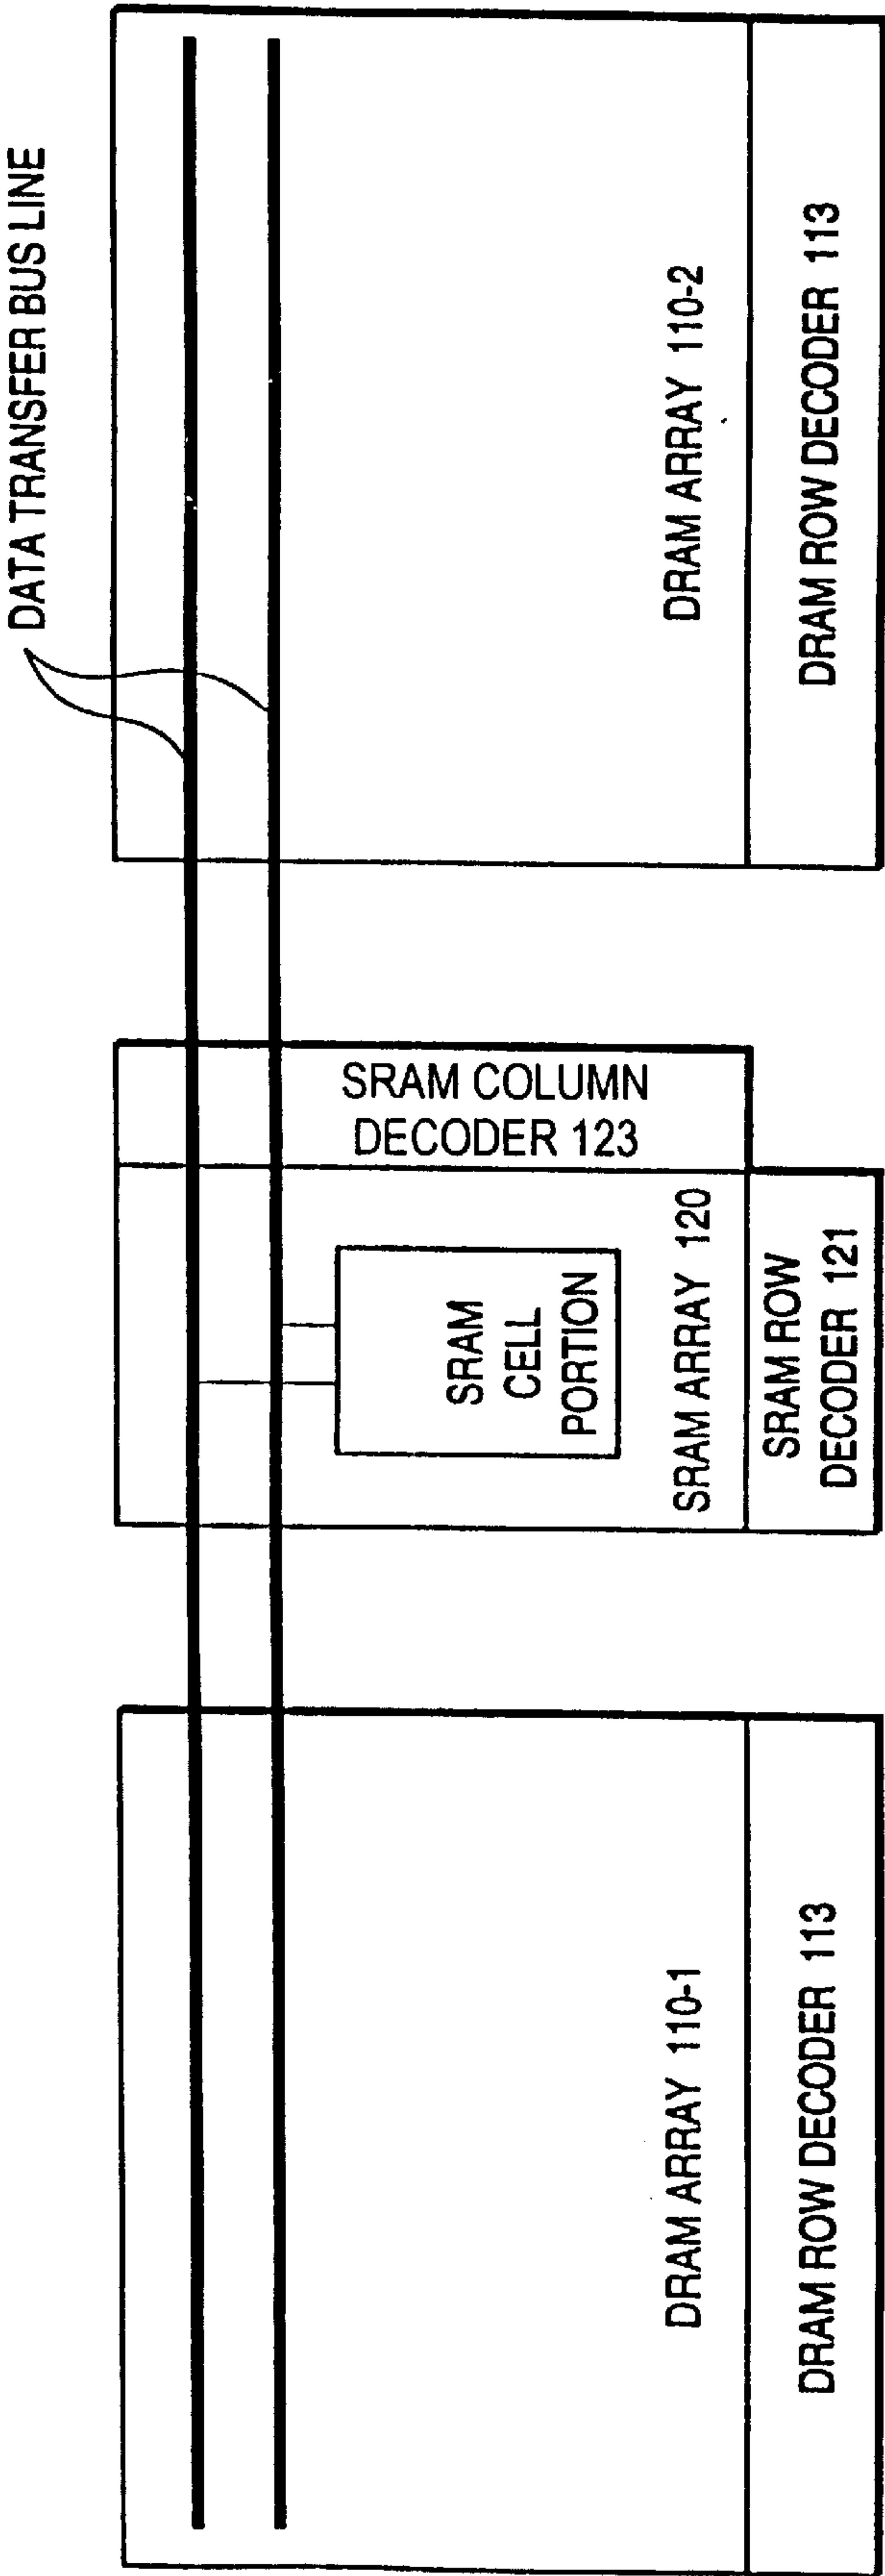 DATA TRANSFER BUS LINE
DRAM ARRAY 110-1
DRAM ROW DECODER 113
SRAM CELL PORTION
SRAM ARRAY 120
SRAM ROW
DECODER 121
SRAM COLUMN
DECODER 123
DRAM ARRAY 110-2
DRAM ROW DECODER 113